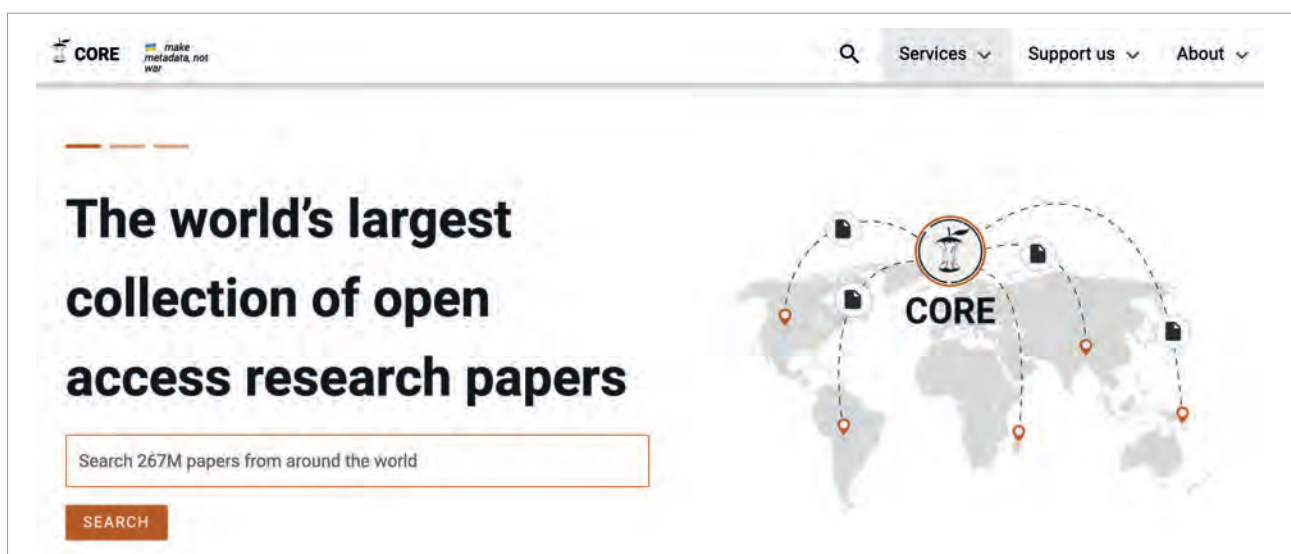 CORE
make
metadata, not
war
Services
Support us
About
The world's largest
collection of open
access research papers
CORE
Search 267M papers from around the world
SEARCH